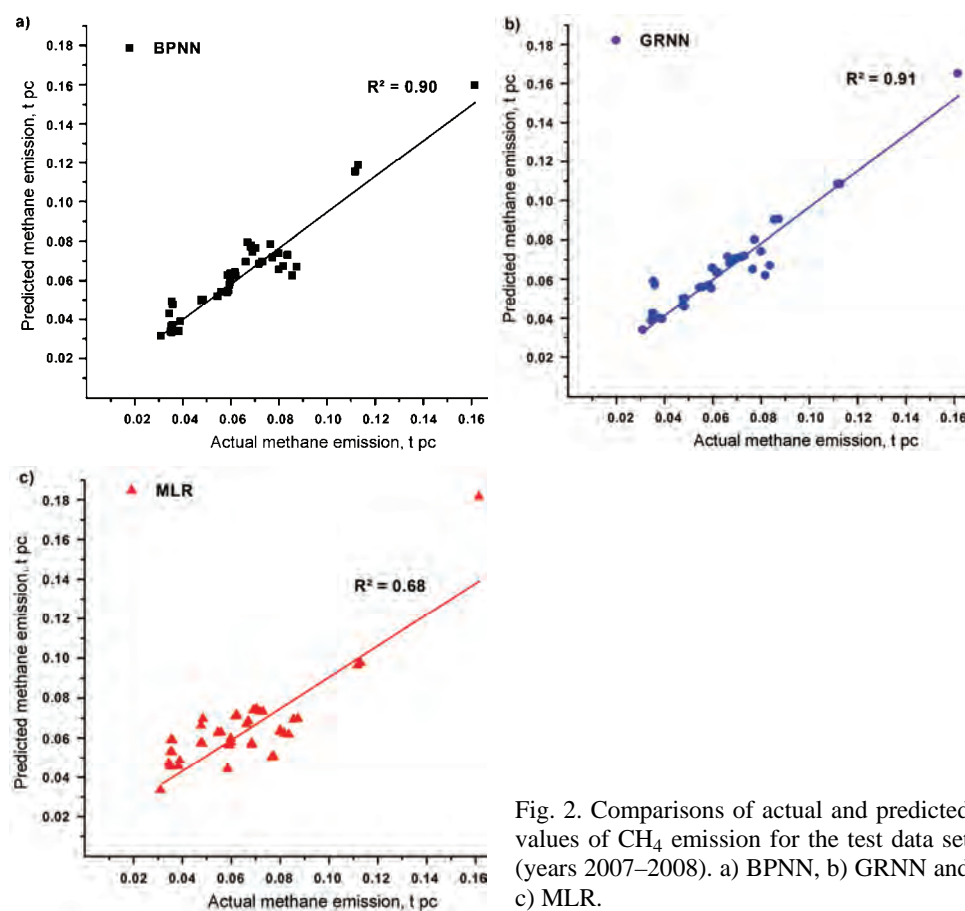 a)
BPNN
R² = 0.90
Predicted methane emission, t pc
0.18
0.16
0.14
0.12
0.10
0.08
0.06
0.04
0.02
0.02 0.04 0.06 0.08 0.10 0.12 0.14 0.16
Actual methane emission, t pc
b)
GRNN
R² = 0.91
Predicted methane emission, t pc
0.18
0.16
0.14
0.12
0.10
0.08
0.06
0.04
0.02
0.02 0.04 0.06 0.08 0.10 0.12 0.14 0.16
Actual methane emission, t pc
c)
MLR
R² = 0.68
Predicted methane emission, t pc
0.18
0.16
0.14
0.12
0.10
0.08
0.06
0.04
0.02
0.02 0.04 0.06 0.08 0.10 0.12 0.14 0.16
Actual methane emission, t pc
Fig. 2. Comparisons of actual and predicted
values of CH₄ emission for the test data set
(years 2007–2008). a) BPNN, b) GRNN and
c) MLR.